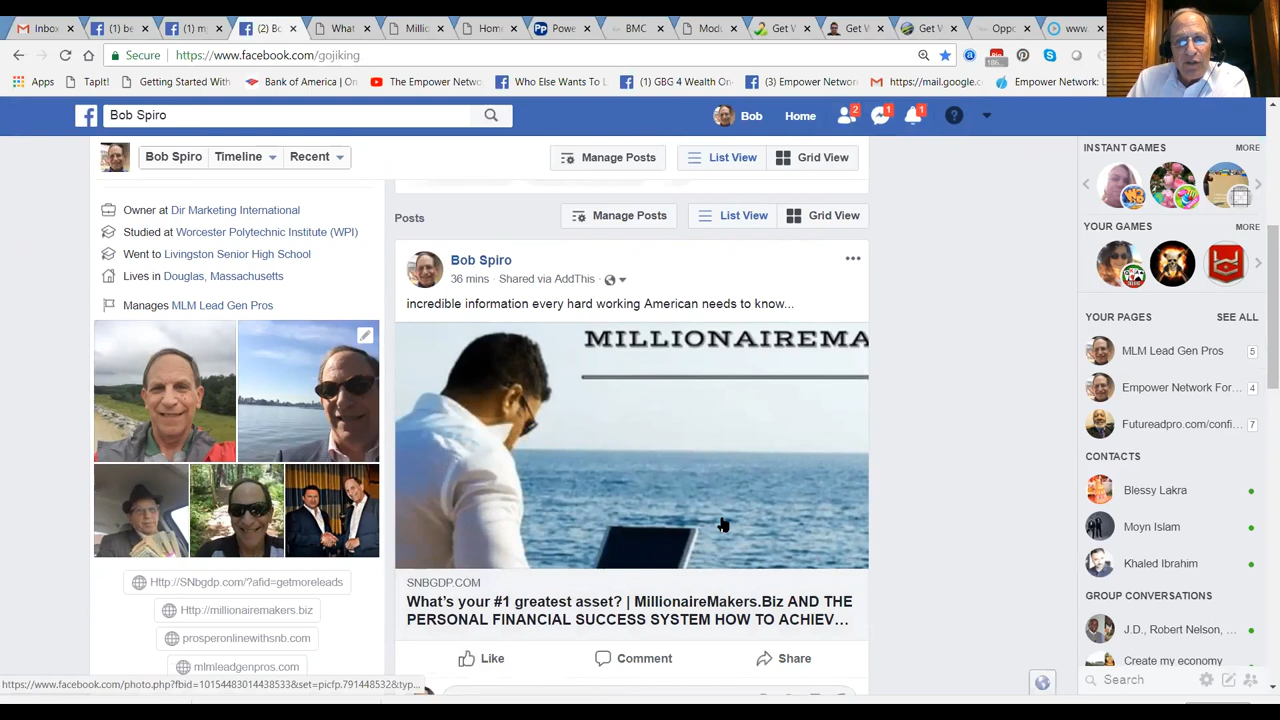 Inbox
(1) be
(1) m
(2) Bo
What
Millic
Home
Powe
BMC
Modu
Get V
Get V
Get W
Oppo
www.
Secure
https://www.facebook.com/gojiking
186...
Apps
TapIt!
Getting Started With
Bank of America | O
The Empower Netwo
Who Else Wants To L
(1) GBG 4 Wealth On
(3) Empower Networ
https://mail.google.c
Empower Network: L
Bob Spiro
Bob
Home
2
1
1
Bob Spiro
Timeline
Recent
Manage Posts
List View
Grid View
INSTANT GAMES
MORE
Owner at Dir Marketing International
Studied at Worcester Polytechnic Institute (WPI)
Went to Livingston Senior High School
Lives in Douglas, Massachusetts
Manages MLM Lead Gen Pros
Posts
Manage Posts
List View
Grid View
YOUR GAMES
MORE
Bob Spiro
36 mins · Shared via AddThis ·
incredible information every hard working American needs to know...
MILLIONAIREMA
YOUR PAGES
SEE ALL
MLM Lead Gen Pros
5
Empower Network For...
4
Futureadpro.com/confi...
7
CONTACTS
Blessy Lakra
Moyn Islam
Khaled Ibrahim
SNBGDP.COM
What's your #1 greatest asset? | MillionaireMakers.Biz AND THE
PERSONAL FINANCIAL SUCCESS SYSTEM HOW TO ACHIEV...
Like
Comment
Share
Http://SNbgdp.com/?afid=getmoreleads
Http://millionairemakers.biz
prosperonlinewithsnb.com
mlmleadgenpros.com
GROUP CONVERSATIONS
J.D., Robert Nelson, ...
Create my economy
Search
https://www.facebook.com/photo.php?fbid=10154483014438533&set=picfp.791448532&typ...